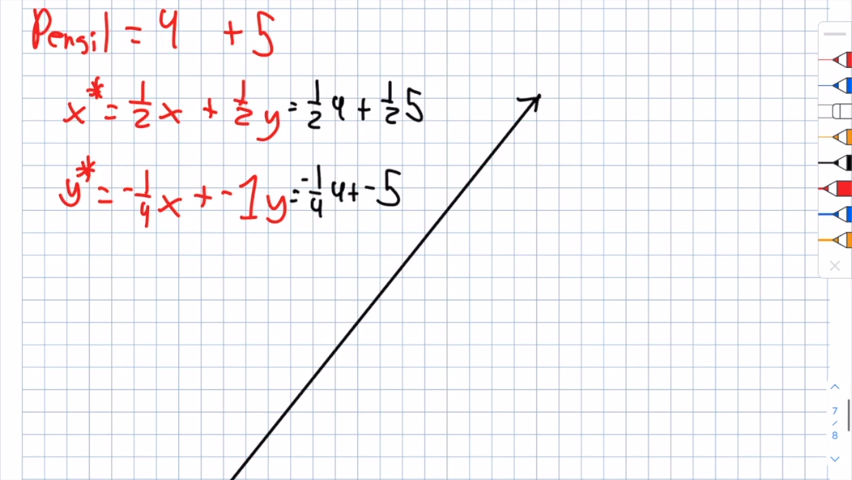 Pensil = 4 + 5
x* = 1/2 x + 1/2 y = 1/2 4 + 1/2 5
y* = -1/4 x + -1y = -1/4 4 + -5
7
/
8